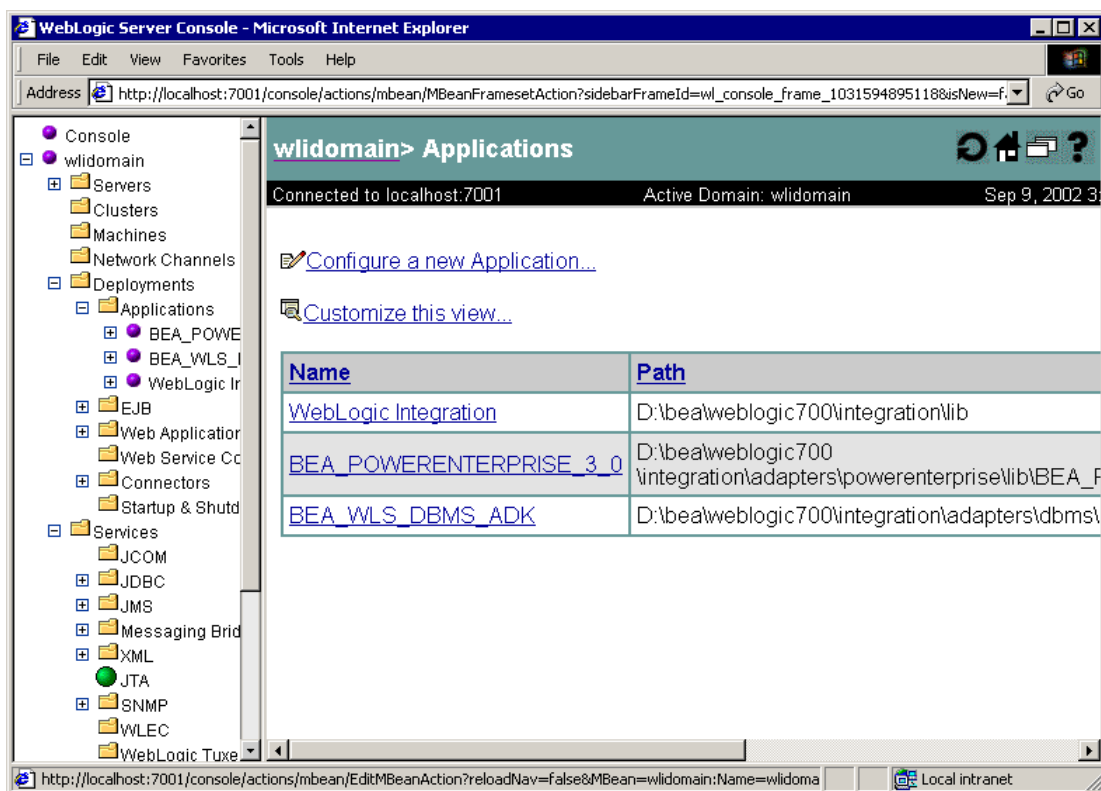 WebLogic Server Console - Microsoft Internet Explorer
File Edit View Favorites Tools Help
Address http://localhost:7001/console/actions/mbean/MBeanFramesetAction?sidebarFrameId=wl_console_frame_1031594895118&isNew=f Go
Console
wlidomain
Servers
Clusters
Machines
Network Channels
Deployments
Applications
BEA_POWE
BEA_WLS_
WebLogic Ir
EJB
Web Applicatior
Web Service Co
Connectors
Startup & Shutd
Services
JCOM
JDBC
JMS
Messaging Brid
XML
JTA
SNMP
WLEC
WebLogic Tuxe
wlidomain> Applications
?
Connected to localhost:7001 Active Domain: wlidomain Sep 9, 2002 3:
Configure a new Application...
Customize this view...
Name Path
WebLogic Integration D:\bea\weblogic700\integration\lib
BEA_POWERENTERPRISE_3_0 D:\bea\weblogic700
\integration\adapters\powerenterprise\lib\BEA_F
BEA_WLS_DBMS_ADK D:\bea\weblogic700\integration\adapters\dbms\
http://localhost:7001/console/actions/mbean/EditMBeanAction?reloadNav=false&MBean=wlidomain:Name=wlidoma Local intranet